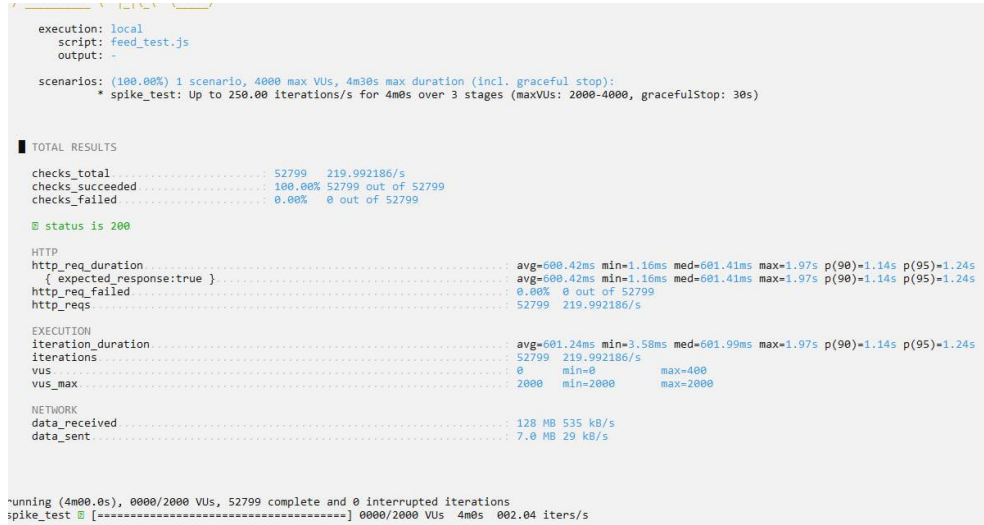 execution: local
script: feed_test.js
output: -
scenarios: (100.00%) 1 scenario, 4000 max VUs, 4m30s max duration (incl. graceful stop):
* spike_test: Up to 250.00 iterations/s for 4m0s over 3 stages (maxVUs: 2000-4000, gracefulStop: 30s)
TOTAL RESULTS
checks_total.......................: 52799 219.992186/s
checks_succeeded...................: 100.00% 52799 out of 52799
checks_failed......................: 0.00% 0 out of 52799
status is 200
HTTP
http_req_duration.......................................................: avg=600.42ms min=1.16ms med=601.41ms max=1.97s p(90)=1.14s p(95)=1.24s
{ expected_response:true }............................................: avg=600.42ms min=1.16ms med=601.41ms max=1.97s p(90)=1.14s p(95)=1.24s
http_req_failed.........................................................: 0.00% 0 out of 52799
http_reqs...............................................................: 52799 219.992186/s
EXECUTION
iteration_duration......................................................: avg=601.24ms min=3.58ms med=601.99ms max=1.97s p(90)=1.14s p(95)=1.24s
iterations..............................................................: 52799 219.992186/s
vus.....................................................................: 0 min=0 max=400
vus_max.................................................................: 2000 min=2000 max=2000
NETWORK
data_received...........................................................: 128 MB 535 kB/s
data_sent...............................................................: 7.0 MB 29 kB/s
running (4m00.0s), 0000/2000 VUs, 52799 complete and 0 interrupted iterations
spike_test [======================================] 0000/2000 VUs 4m0s 002.04 iters/s